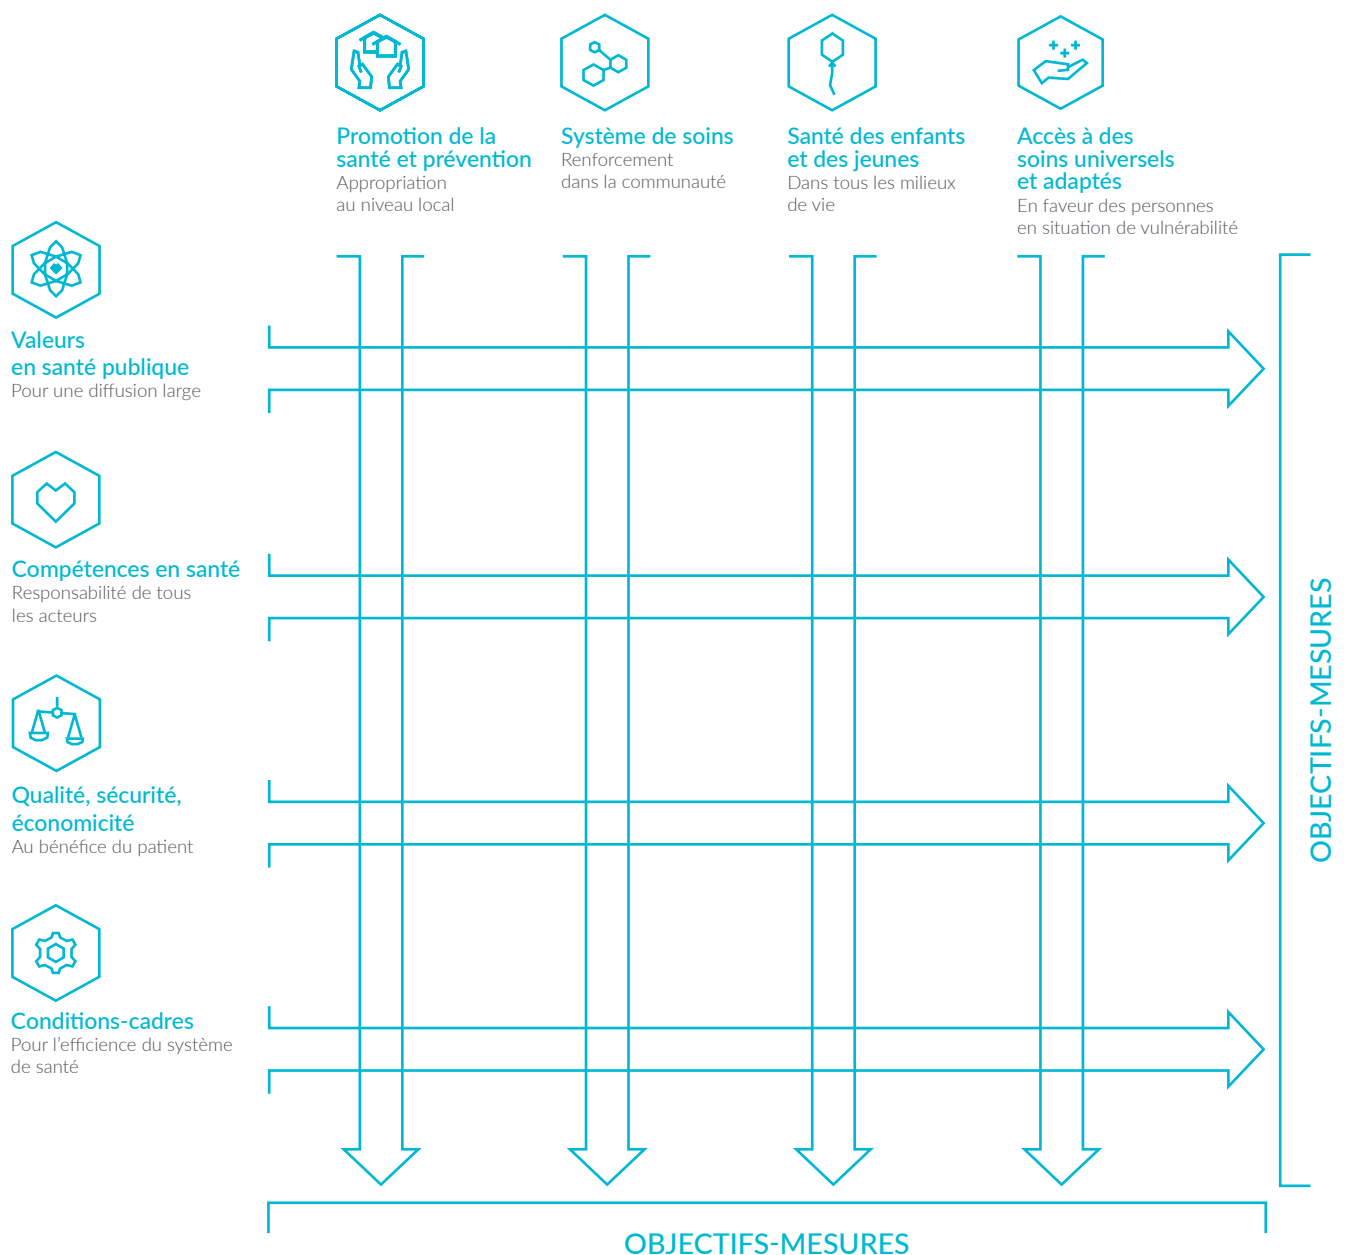 Promotion de la
santé et prévention
Appropriation
au niveau local
Système de soins
Renforcement
dans la communauté
Santé des enfants
et des jeunes
Dans tous les milieux
de vie
Accès à des
soins universels
et adaptés
En faveur des personnes
en situation de vulnérabilité
Valeurs
en santé publique
Pour une diffusion large
Compétences en santé
Responsabilité de tous
les acteurs
Qualité, sécurité,
économicité
Au bénéfice du patient
Conditions-cadres
Pour l’efficience du système
de santé
OBJECTIFS-MESURES
OBJECTIFS-MESURES